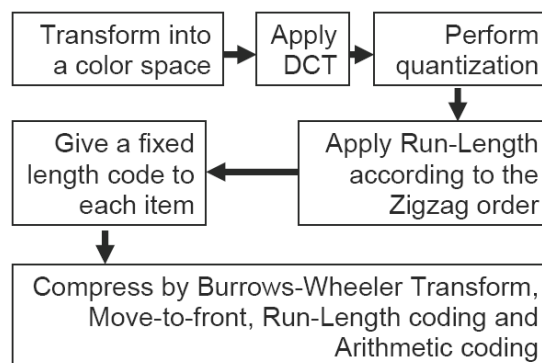 Transform into
a color space
Apply
DCT
Perform
quantization
Give a fixed
length code to
each item
Apply Run-Length
according to the
Zigzag order
Compress by Burrows-Wheeler Transform,
Move-to-front, Run-Length coding and
Arithmetic coding